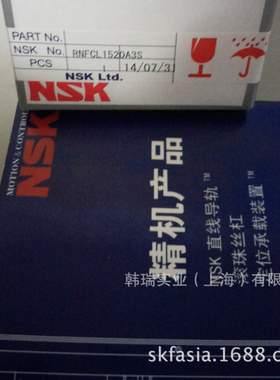 PART No.
NSK No. RNFCL1520A3S
PCS 14/07/31
NSK Ltd.
NSK
MOTION & CONTROL
NSK
精机产品
NSK 直线导轨™
滚珠丝杠
单位承载装置™
韩瑞实业（上海）有限
skfasia.1688.c